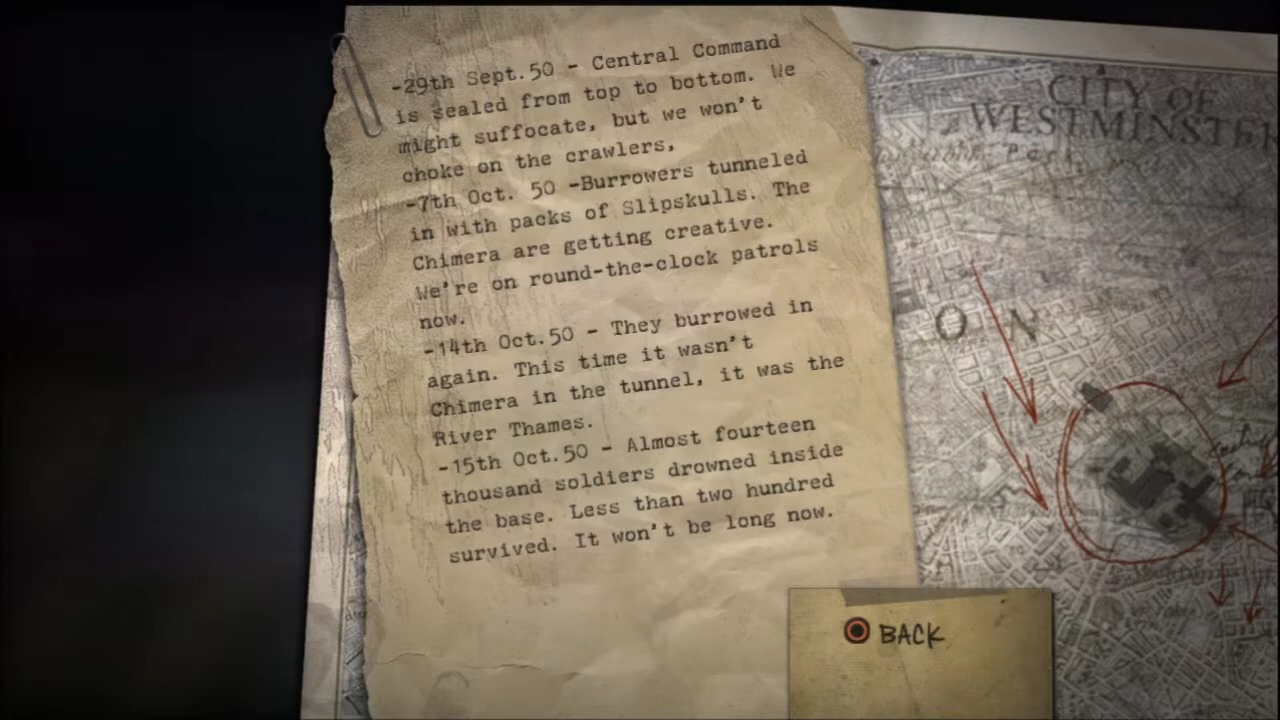 -29th Sept.50 - Central Command
is sealed from top to bottom. We
might suffocate, but we won't
choke on the crawlers,
-7th Oct. 50 -Burrowers tunneled
in with packs of Slipskulls. The
Chimera are getting creative.
We're on round-the-clock patrols
now.
-14th Oct.50 - They burrowed in
again. This time it wasn't
Chimera in the tunnel, it was the
River Thames.
-15th Oct.50 - Almost fourteen
thousand soldiers drowned inside
the base. Less than two hundred
survived. It won't be long now.
CITY OF
WESTMINSTER
Park
O N
BACK